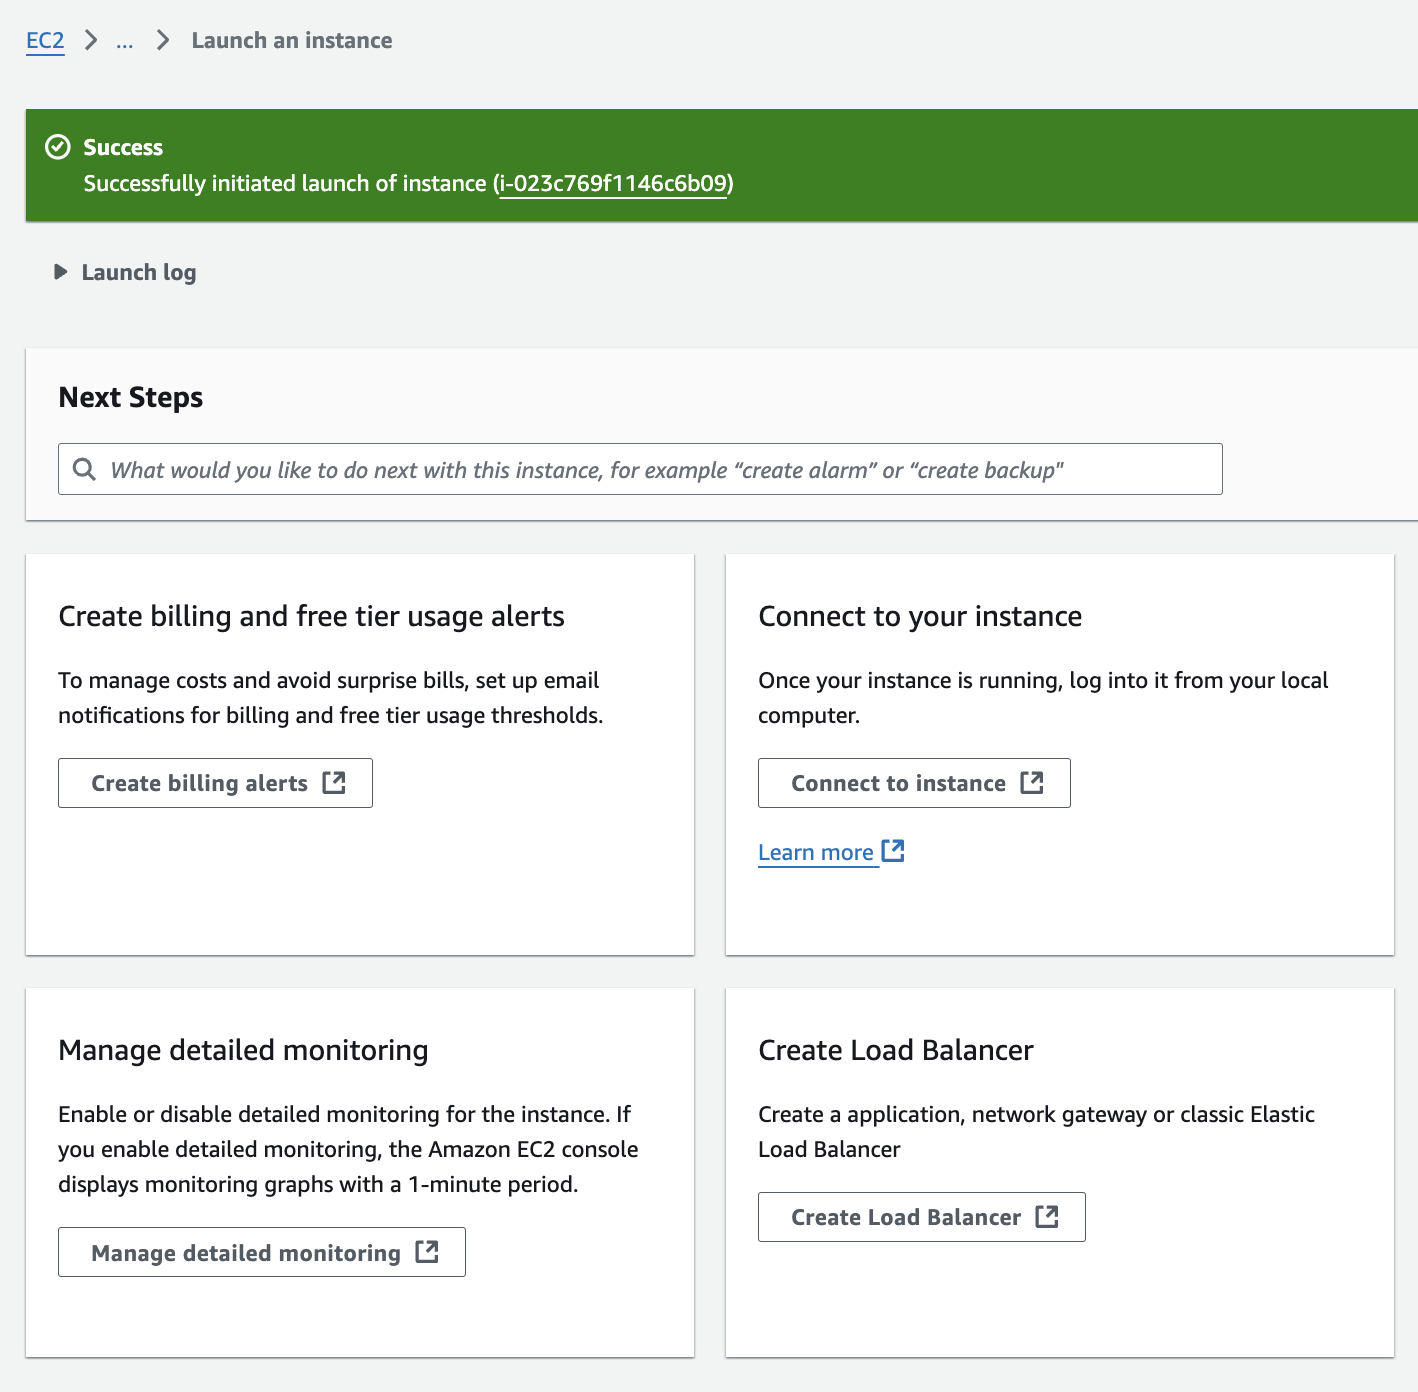 EC2 > ... > Launch an instance
Success
Successfully initiated launch of instance (i-023c769f1146c6b09)
Launch log
Next Steps
What would you like to do next with this instance, for example “create alarm” or “create backup"
Create billing and free tier usage alerts
To manage costs and avoid surprise bills, set up email
notifications for billing and free tier usage thresholds.
Create billing alerts
Connect to your instance
Once your instance is running, log into it from your local
computer.
Connect to instance
Learn more
Manage detailed monitoring
Enable or disable detailed monitoring for the instance. If
you enable detailed monitoring, the Amazon EC2 console
displays monitoring graphs with a 1-minute period.
Manage detailed monitoring
Create Load Balancer
Create a application, network gateway or classic Elastic
Load Balancer
Create Load Balancer